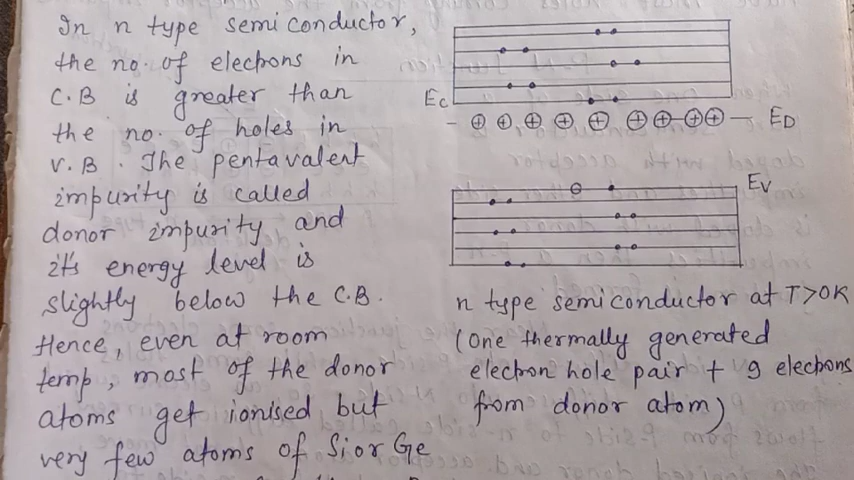 In n type semiconductor,
the no. of elections in
C.B is greater than
the no. of holes in
V.B. The pentavalent
impurity is called
donor impurity and
it's energy level is
slightly below the C.B.
Hence, even at room
temp, most of the donor
atoms get ionised but
very few atoms of Si or Ge
Ec
ED
Ev
n type semiconductor at T>0K
(One thermally generated
electron hole pair + 9 electrons
from donor atom)